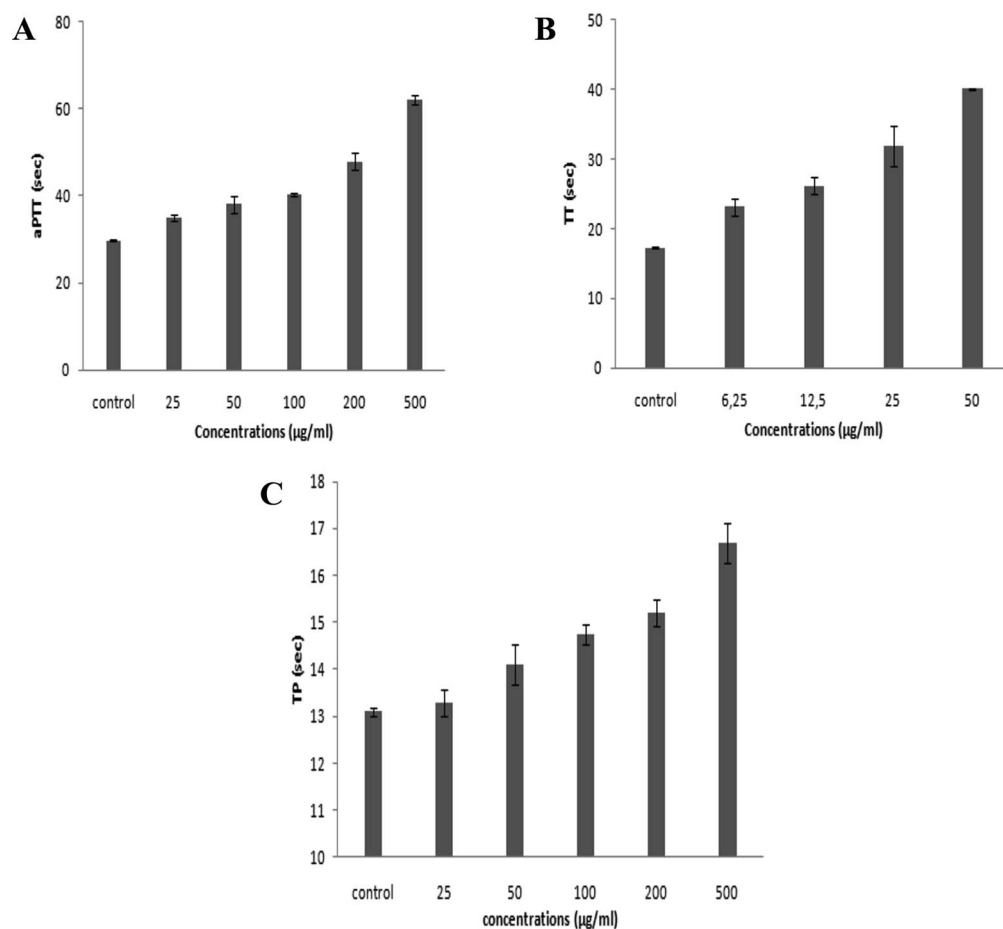 A
80
60
40
20
0
aPTT (sec)
control 25 50 100 200 500
Concentrations (µg/ml)
B
50
40
30
20
10
0
TT (sec)
control 6,25 12,5 25 50
Concentrations (µg/ml)
C
18
17
16
15
14
13
12
11
10
TP (sec)
control 25 50 100 200 500
concentrations (µg/ml)